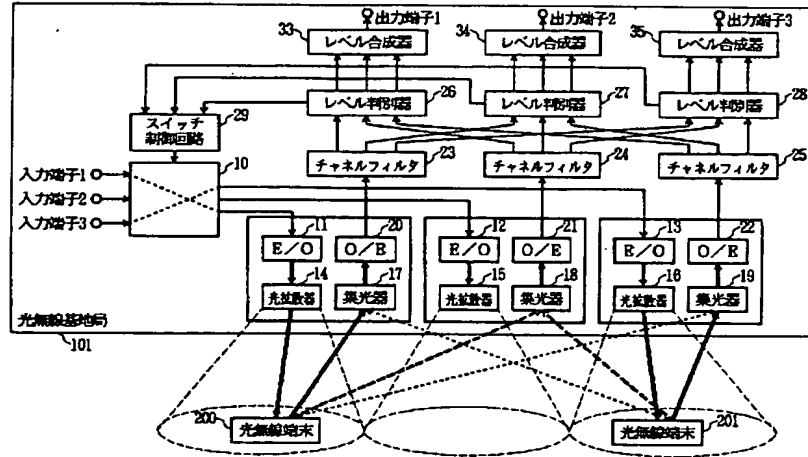 出力端子1 出力端子2 出力端子3
33 レベル合成器 34 レベル合成器 35 レベル合成器
レベル判別器 26 レベル判別器 27 レベル判別器 28
スイッチ制御回路 29
チャネルフィルタ 23 チャネルフィルタ 24 チャネルフィルタ 25
10
入力端子1
入力端子2
入力端子3
11 20 12 21 13 22
E/O O/E E/O O/E E/O O/E
14 17 15 18 16 19
光拡散器 集光器 光拡散器 集光器 光拡散器 集光器
光無線基地局
101
200 光無線端末 光無線端末 201